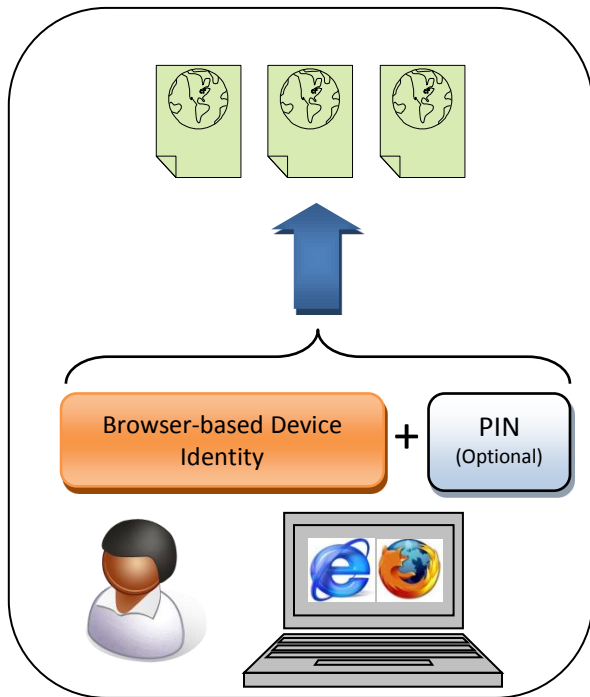 Browser-based Device
Identity
+
PIN
(Optional)